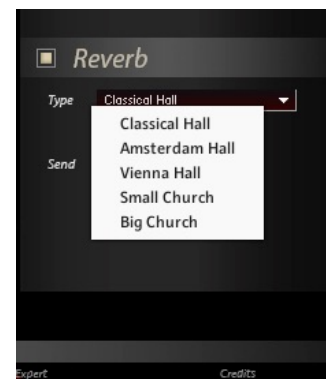 Reverb
Type Classical Hall
Classical Hall
Amsterdam Hall
Send
Vienna Hall
Small Church
Big Church
Expert Credits